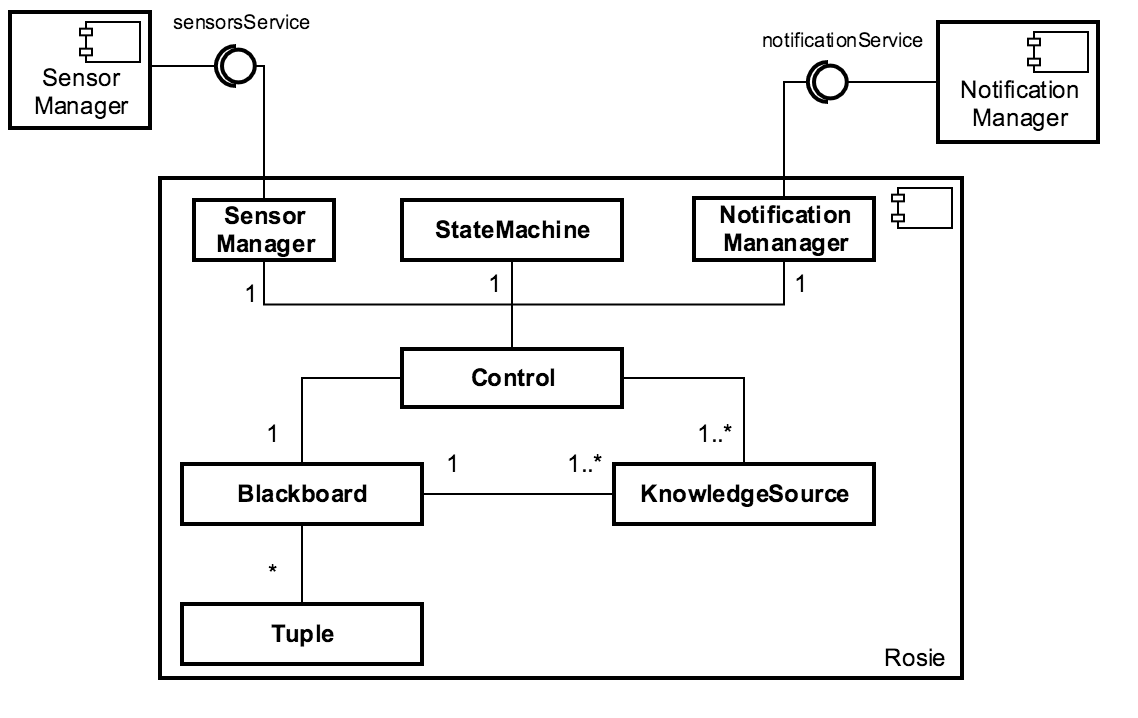 sensorsService
notificationService
Sensor
Manager
Notification
Manager
Sensor
Manager
StateMachine
Notification
Mananager
1
1
1
Control
1
1..*
1
1..*
Blackboard
KnowledgeSource
*
Tuple
Rosie